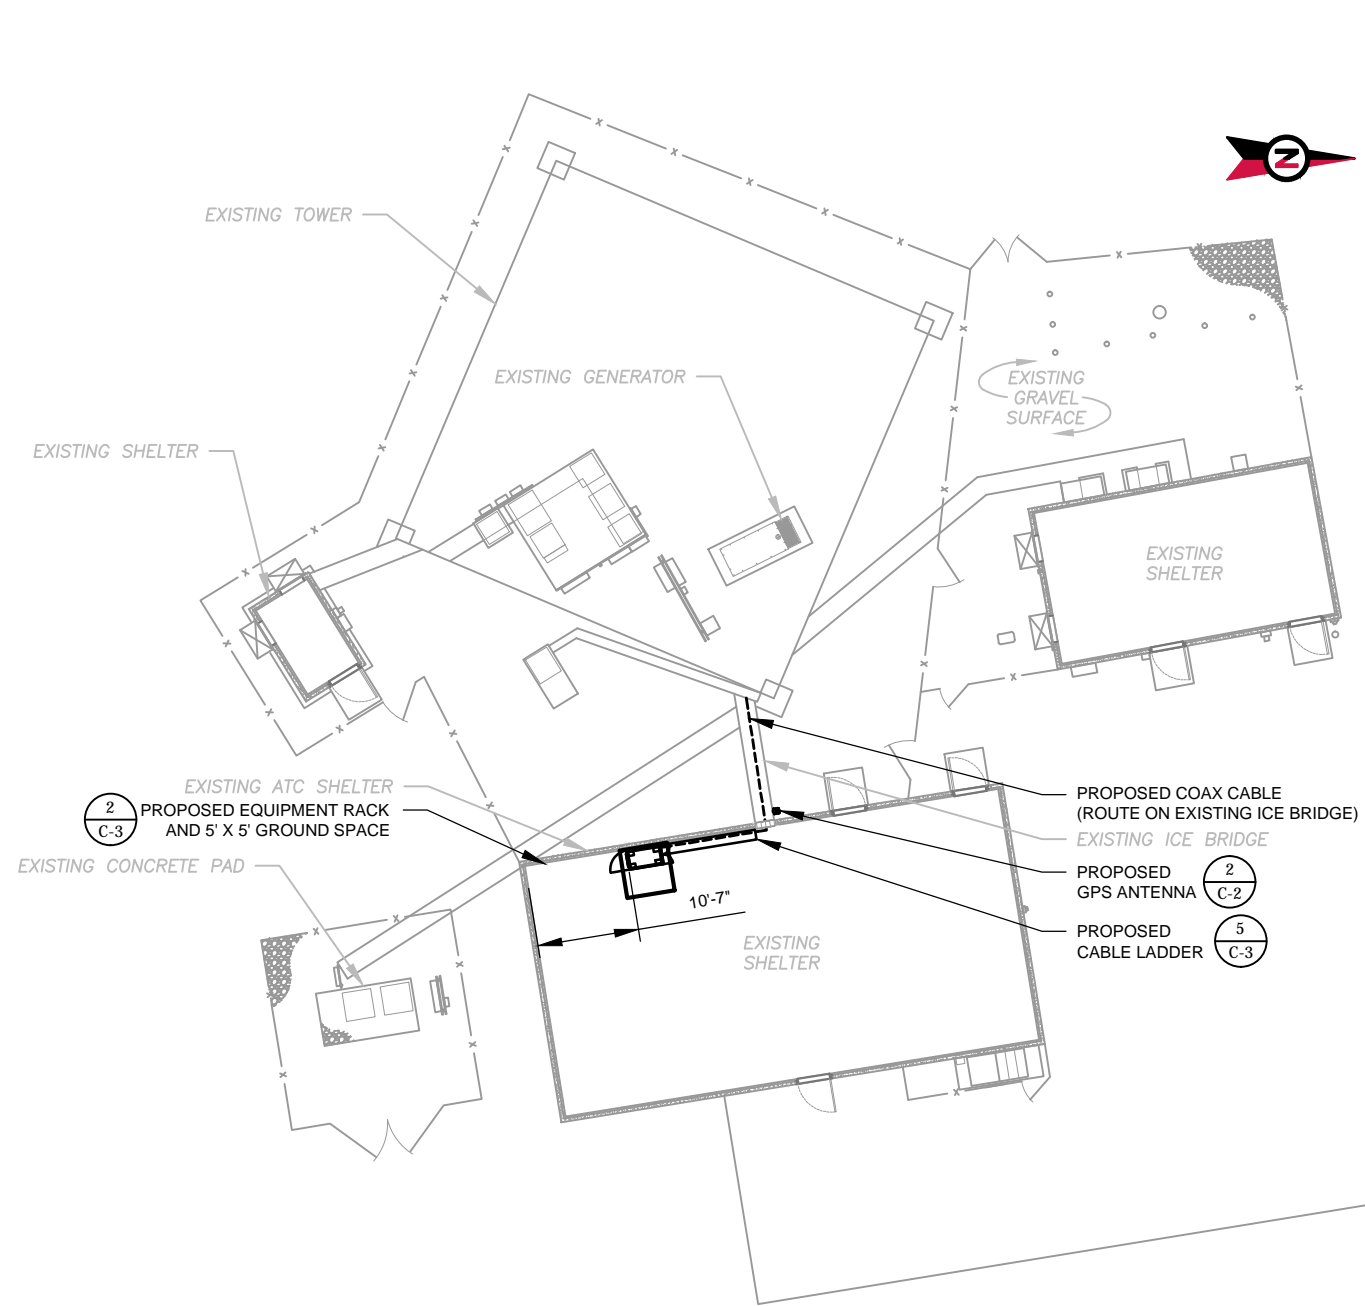 N
EXISTING TOWER
EXISTING GENERATOR
EXISTING
GRAVEL
SURFACE
EXISTING SHELTER
EXISTING
SHELTER
EXISTING ATC SHELTER
2
C-3
PROPOSED EQUIPMENT RACK
AND 5' X 5' GROUND SPACE
EXISTING CONCRETE PAD
PROPOSED COAX CABLE
(ROUTE ON EXISTING ICE BRIDGE)
EXISTING ICE BRIDGE
PROPOSED
GPS ANTENNA
2
C-2
PROPOSED
CABLE LADDER
5
C-3
10'-7"
EXISTING
SHELTER